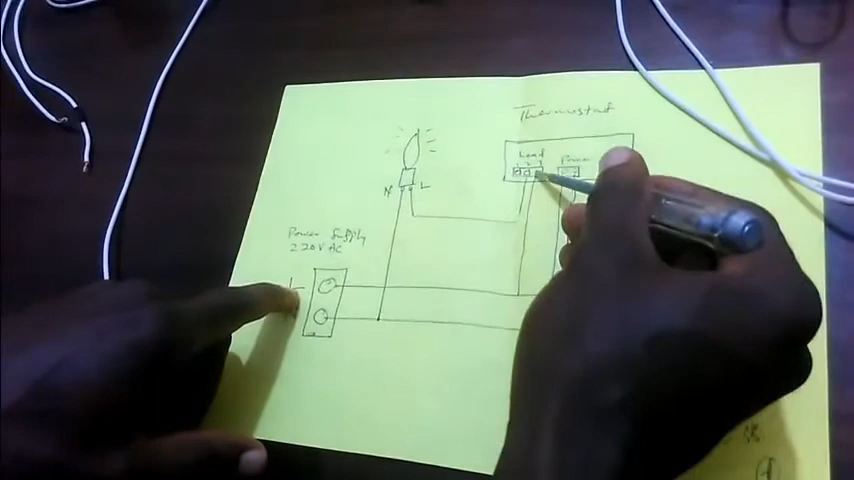 Thermostat
Load
Power
N L
Power Supply
220V AC
L